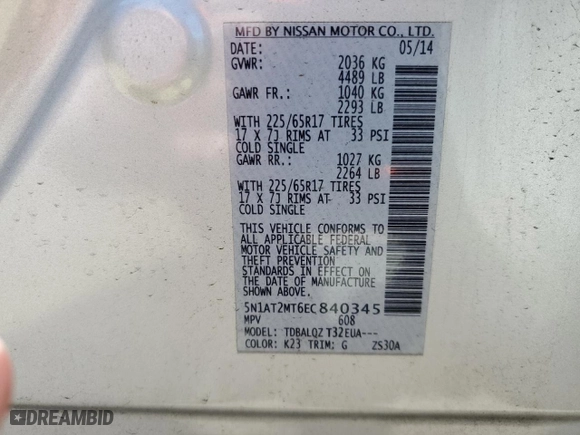 MFD BY NISSAN MOTOR CO., LTD.
DATE: 05/14
GVWR: 2036 KG
4489 LB
GAWR FR.: 1040 KG
2293 LB
WITH 225/65R17 TIRES
17 X 7J RIMS AT 33 PSI
COLD SINGLE
GAWR RR.: 1027 KG
2264 LB
WITH 225/65R17 TIRES
17 X 7J RIMS AT 33 PSI
COLD SINGLE
THIS VEHICLE CONFORMS TO
ALL APPLICABLE FEDERAL
MOTOR VEHICLE SAFETY AND
THEFT PREVENTION
STANDARDS IN EFFECT ON
THE DATE OF MANUFACTURE
SHOWN ABOVE.
5N1AT2MT6EC840345
MPV 608
MODEL: TDBALQZ T32EUA---
COLOR: K23 TRIM: G ZS30A
DREAMBID